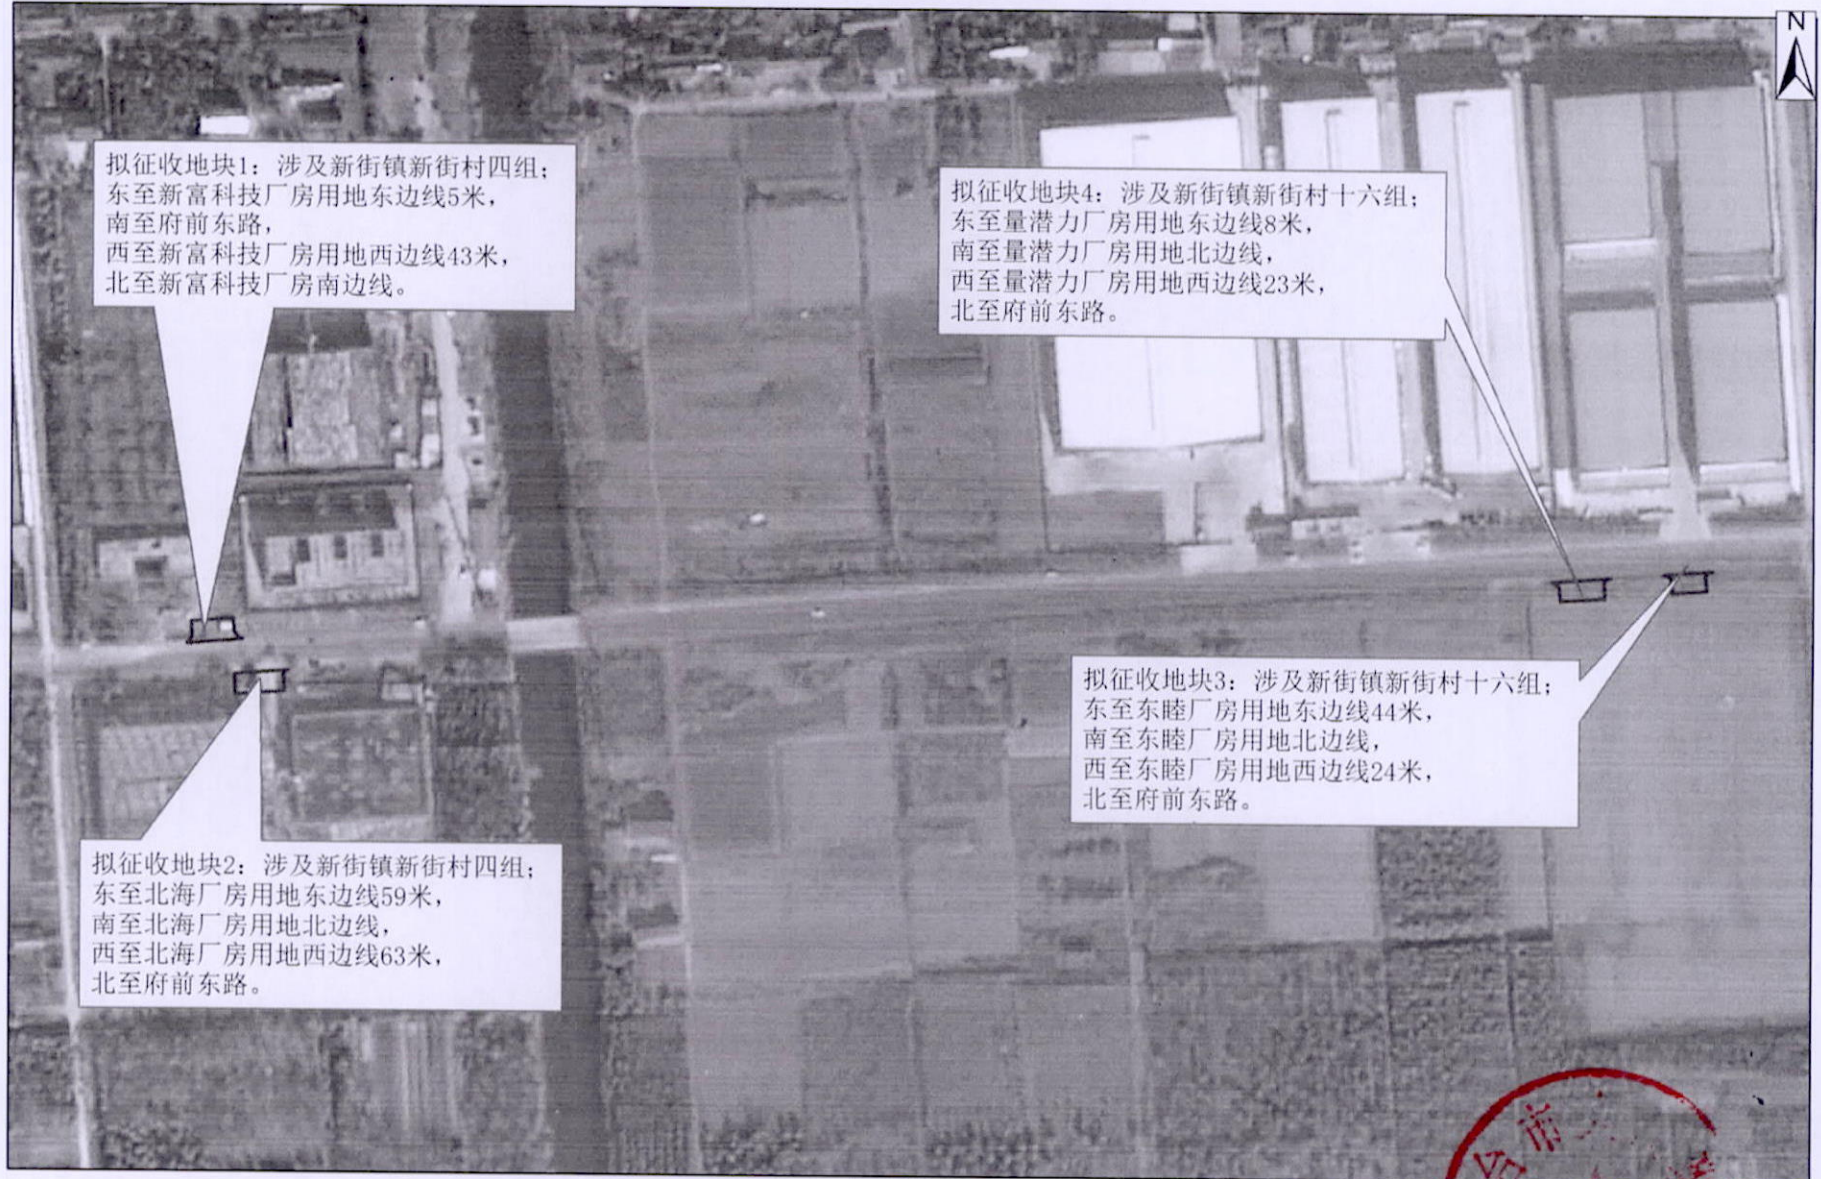 N
拟征收地块1：涉及新街镇新街村四组；
东至新富科技厂房用地东边线5米，
南至府前东路，
西至新富科技厂房用地西边线43米，
北至新富科技厂房南边线。
拟征收地块4：涉及新街镇新街村十六组；
东至量潜力厂房用地东边线8米，
南至量潜力厂房用地北边线，
西至量潜力厂房用地西边线23米，
北至府前东路。
拟征收地块3：涉及新街镇新街村十六组；
东至东睦厂房用地东边线44米，
南至东睦厂房用地北边线，
西至东睦厂房用地西边线24米，
北至府前东路。
拟征收地块2：涉及新街镇新街村四组；
东至北海厂房用地东边线59米，
南至北海厂房用地北边线，
西至北海厂房用地西边线63米，
北至府前东路。
市